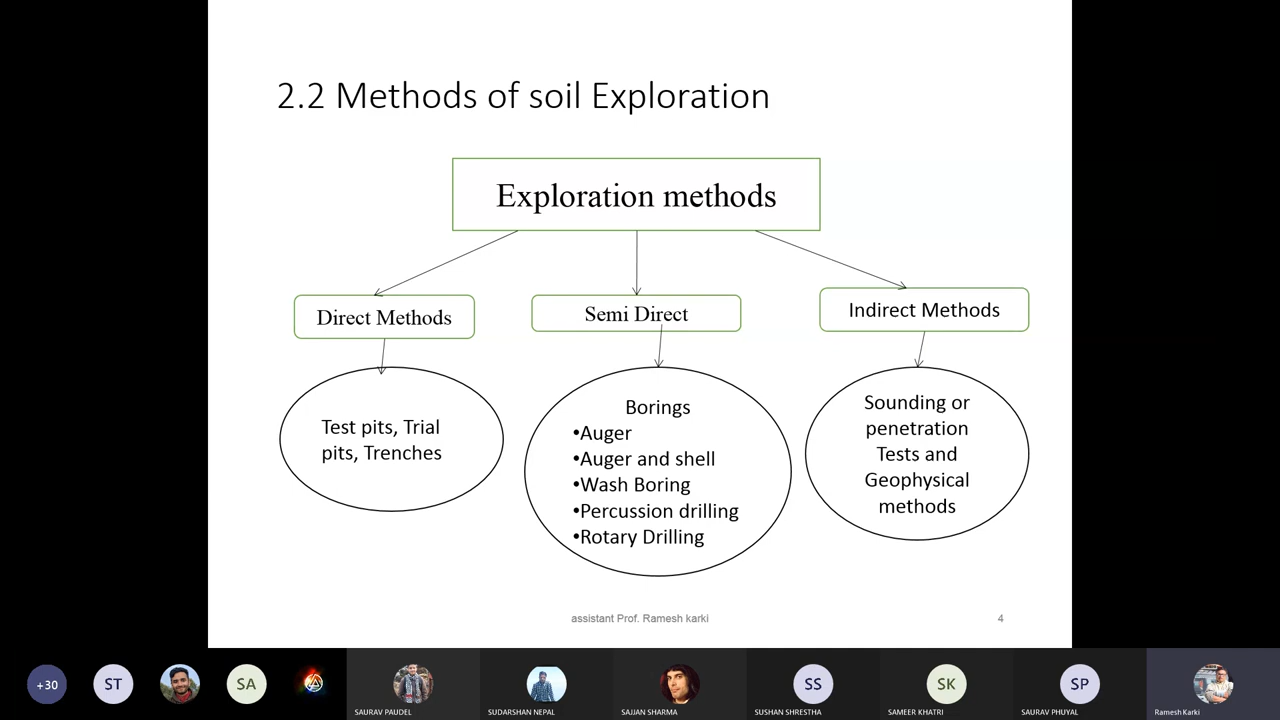 2.2 Methods of soil Exploration
Exploration methods
Direct Methods
Semi Direct
Indirect Methods
Test pits, Trial
pits, Trenches
Borings
•Auger
•Auger and shell
•Wash Boring
•Percussion drilling
•Rotary Drilling
Sounding or
penetration
Tests and
Geophysical
methods
assistant Prof. Ramesh karki
4
+30
ST
SA
SS
SK
SP
SAURAV PAUDEL
SUDARSHAN NEPAL
SAJJAN SHARMA
SUSHAN SHRESTHA
SAMEER KHATRI
SAURAV PHUYAL
Ramesh Karki